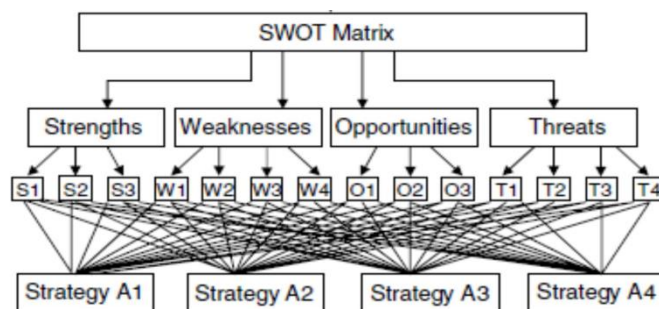 SWOT Matrix
Strengths Weaknesses Opportunities Threats
S1 S2 S3 W1 W2 W3 W4 O1 O2 O3 T1 T2 T3 T4
Strategy A1 Strategy A2 Strategy A3 Strategy A4